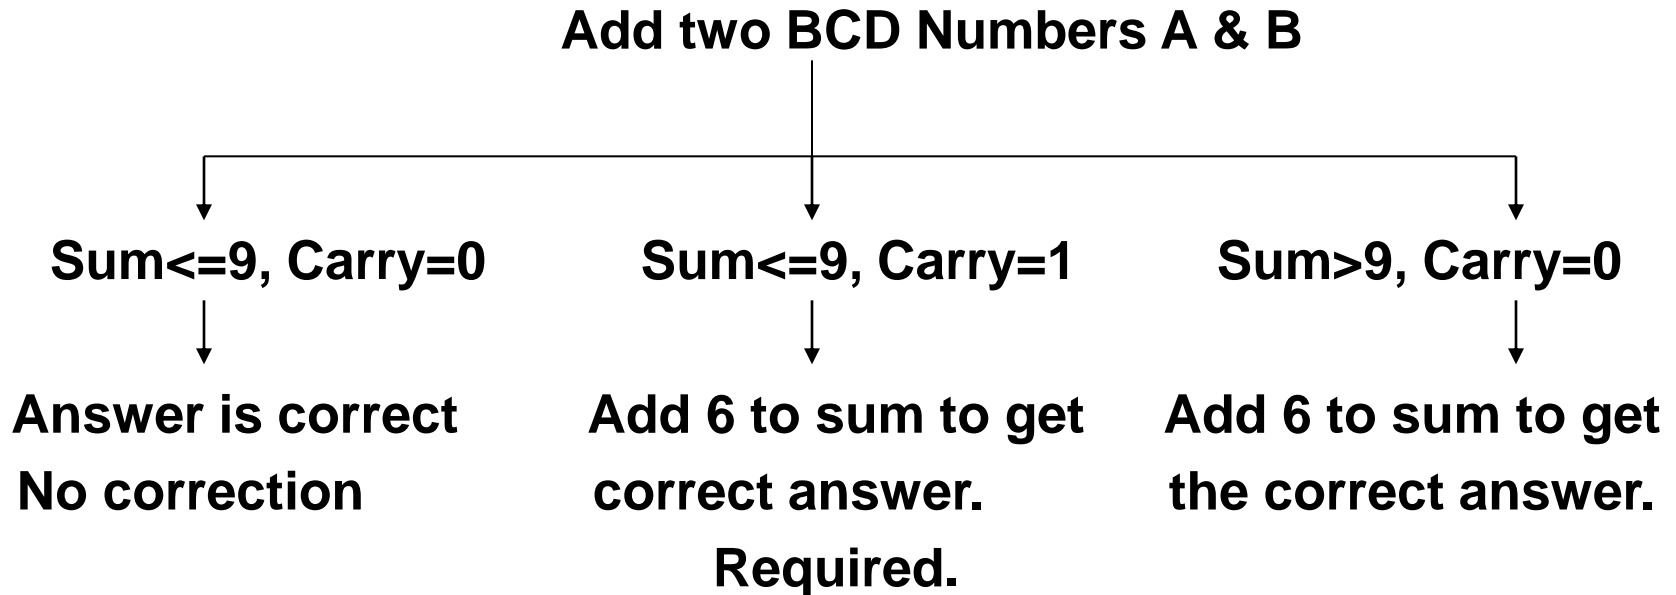 Add two BCD Numbers A & B
Sum<=9, Carry=0
Sum<=9, Carry=1
Sum>9, Carry=0
Answer is correct
No correction
Add 6 to sum to get
correct answer.
Required.
Add 6 to sum to get
the correct answer.